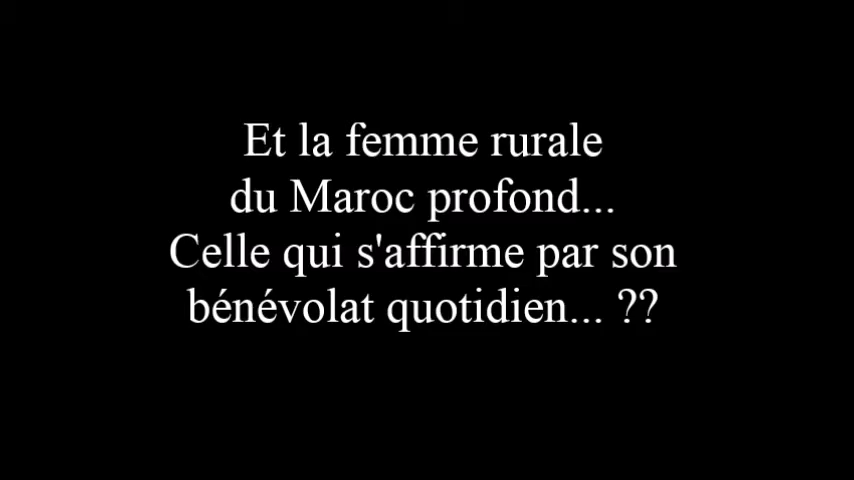 Et la femme rurale
du Maroc profond...
Celle qui s'affirme par son
bénévolat quotidien... ??